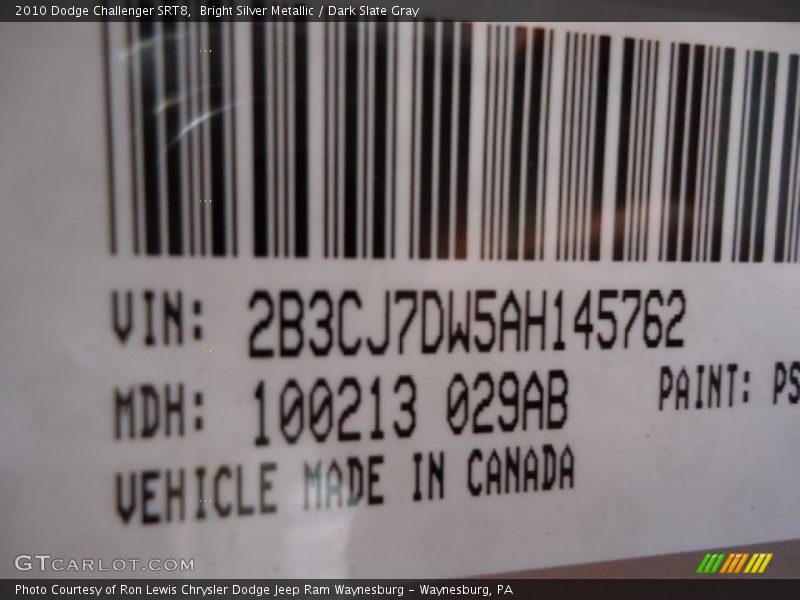 2010 Dodge Challenger SRT8,  Bright Silver Metallic / Dark Slate Gray
VIN: 2B3CJ7DW5AH145762
MDH: 100213 029AB
PAINT: PS
VEHICLE MADE IN CANADA
GTCARLOT.COM
Photo Courtesy of Ron Lewis Chrysler Dodge Jeep Ram Waynesburg – Waynesburg, PA